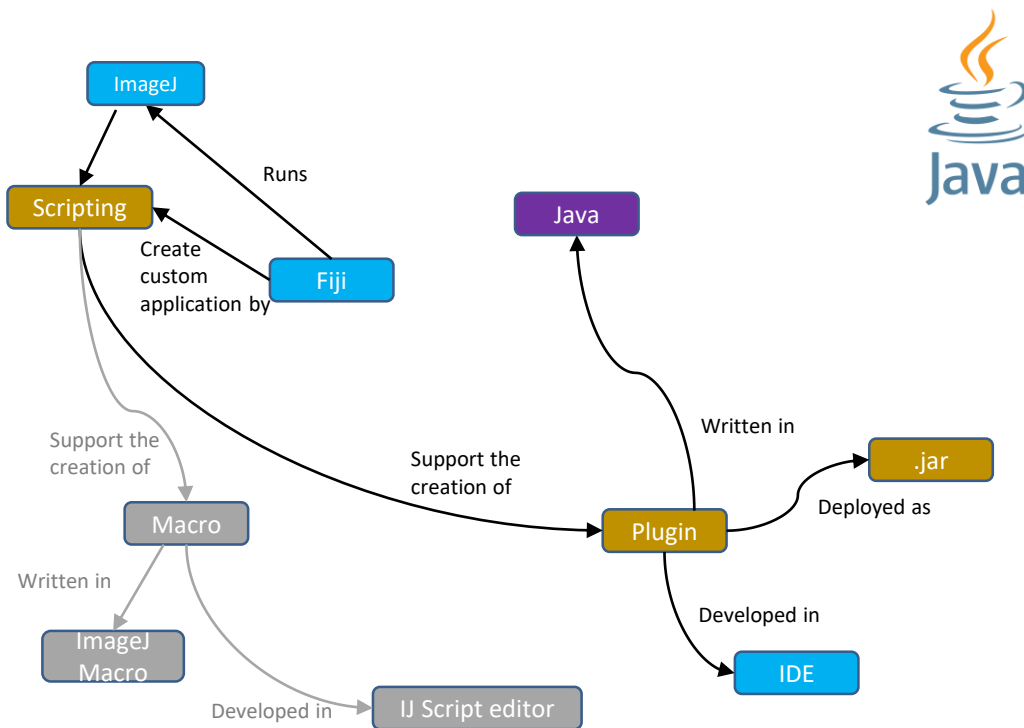 ImageJ
Runs
Scripting
Java
Java
Create
custom
application by
Fiji
Written in
Support the
creation of
Support the
creation of
.jar
Deployed as
Macro
Plugin
Written in
Developed in
ImageJ
Macro
IDE
Developed in
IJ Script editor